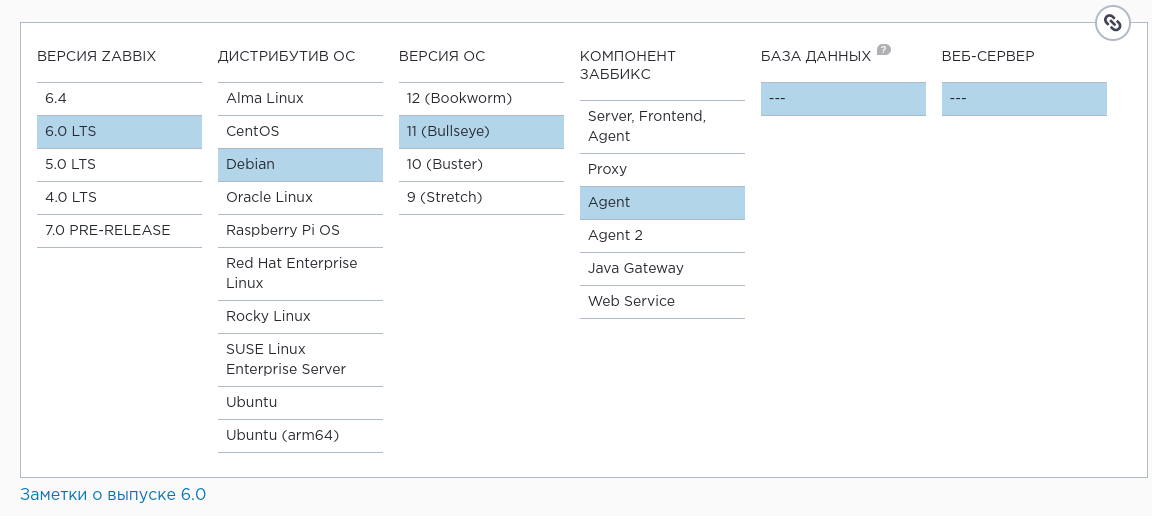 ВЕРСИЯ ZABBIX
6.4
6.0 LTS
5.0 LTS
4.0 LTS
7.0 PRE-RELEASE
ДИСТРИБУТИВ ОС
Alma Linux
CentOS
Debian
Oracle Linux
Raspberry Pi OS
Red Hat Enterprise
Linux
Rocky Linux
SUSE Linux
Enterprise Server
Ubuntu
Ubuntu (arm64)
ВЕРСИЯ ОС
12 (Bookworm)
11 (Bullseye)
10 (Buster)
9 (Stretch)
КОМПОНЕНТ
ЗАББИКС
Server, Frontend,
Agent
Proxy
Agent
Agent 2
Java Gateway
Web Service
БАЗА ДАННЫХ ?
---
ВЕБ-СЕРВЕР
---
Заметки о выпуске 6.0